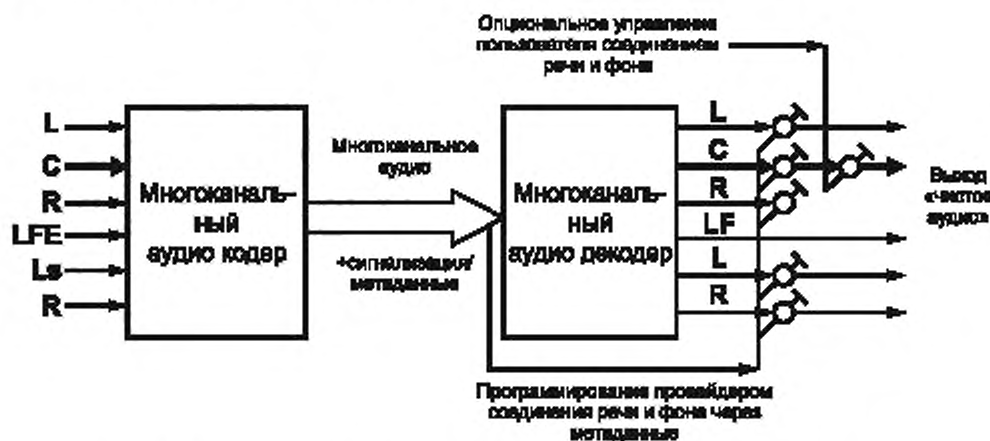 Опциональное управление
пользователя соединением
речи и фона
L
C
R
LFE
Ls
R
Многоканаль-
ный
аудио кодер
Многоканальное
аудио
+сигнализация/
метаданные
Многоканаль-
ный
аудио декодер
L
C
R
LF
L
R
Выход
«чистое
аудио»
Программирование провайдером
соединения речи и фона через
метаданные